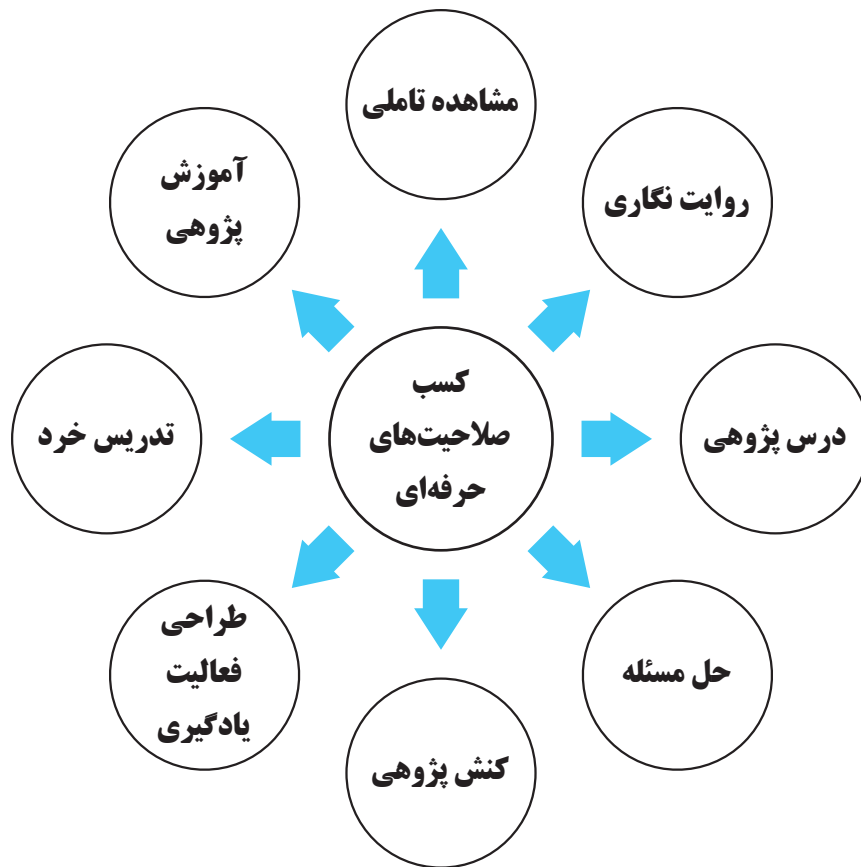 مشاهده تاملی
روایت نگاری
درس پژوهی
حل مسئله
کنش پژوهی
طراحی
فعالیت
یادگیری
تدریس خرد
آموزش
پژوهی
کسب
صلاحیت‌های
حرفه‌ای